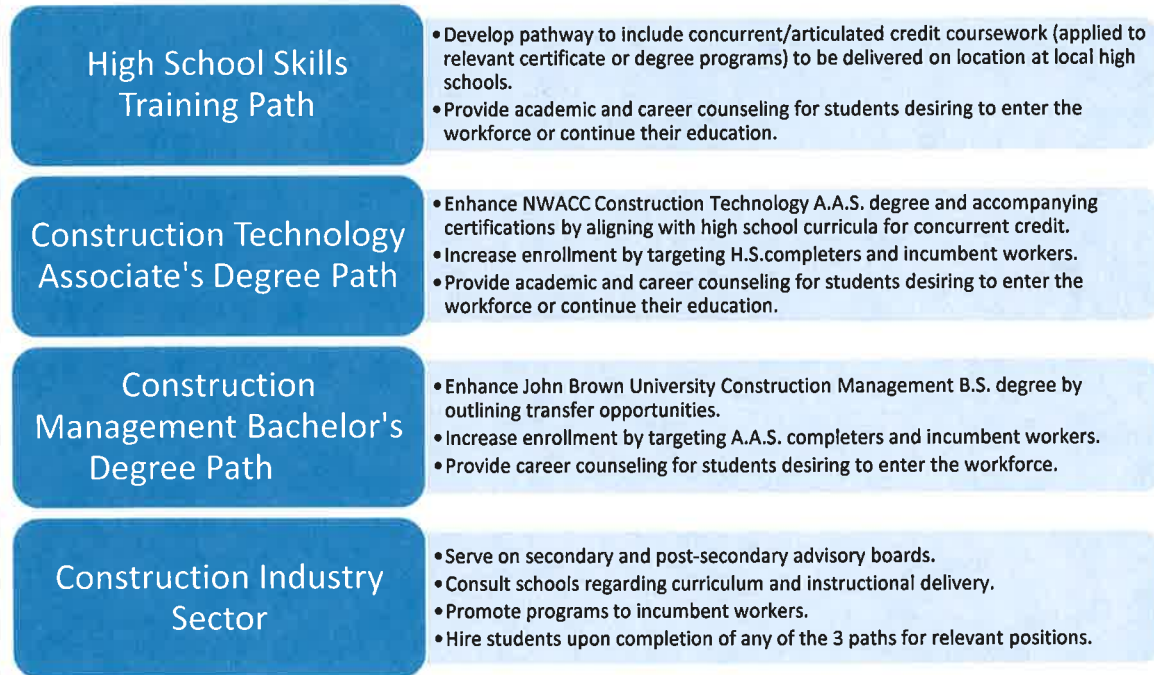 High School Skills
Training Path
• Develop pathway to include concurrent/articulated credit coursework (applied to
relevant certificate or degree programs) to be delivered on location at local high
schools.
• Provide academic and career counseling for students desiring to enter the
workforce or continue their education.
Construction Technology
Associate's Degree Path
• Enhance NWACC Construction Technology A.A.S. degree and accompanying
certifications by aligning with high school curricula for concurrent credit.
• Increase enrollment by targeting H.S.completers and incumbent workers.
• Provide academic and career counseling for students desiring to enter the
workforce or continue their education.
Construction
Management Bachelor's
Degree Path
• Enhance John Brown University Construction Management B.S. degree by
outlining transfer opportunities.
• Increase enrollment by targeting A.A.S. completers and incumbent workers.
• Provide career counseling for students desiring to enter the workforce.
Construction Industry
Sector
• Serve on secondary and post-secondary advisory boards.
• Consult schools regarding curriculum and instructional delivery.
• Promote programs to incumbent workers.
• Hire students upon completion of any of the 3 paths for relevant positions.